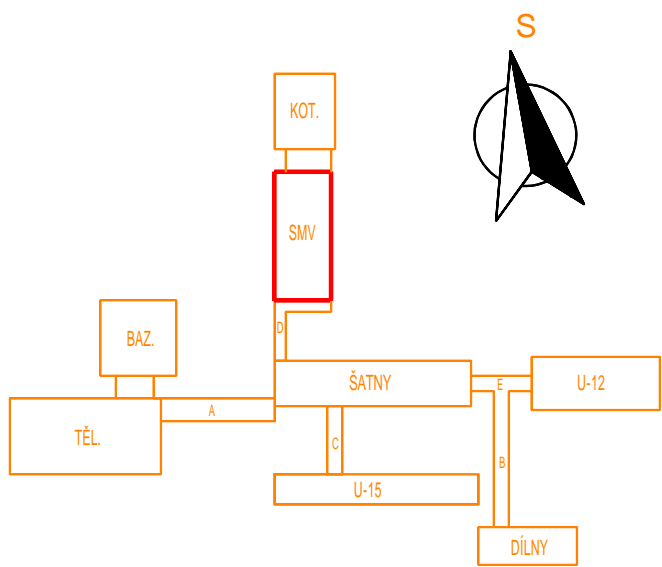 S
KOT.
SMV
BAZ.
D
ŠATNY
E
U-12
A
TĚL.
C
B
U-15
DÍLNY